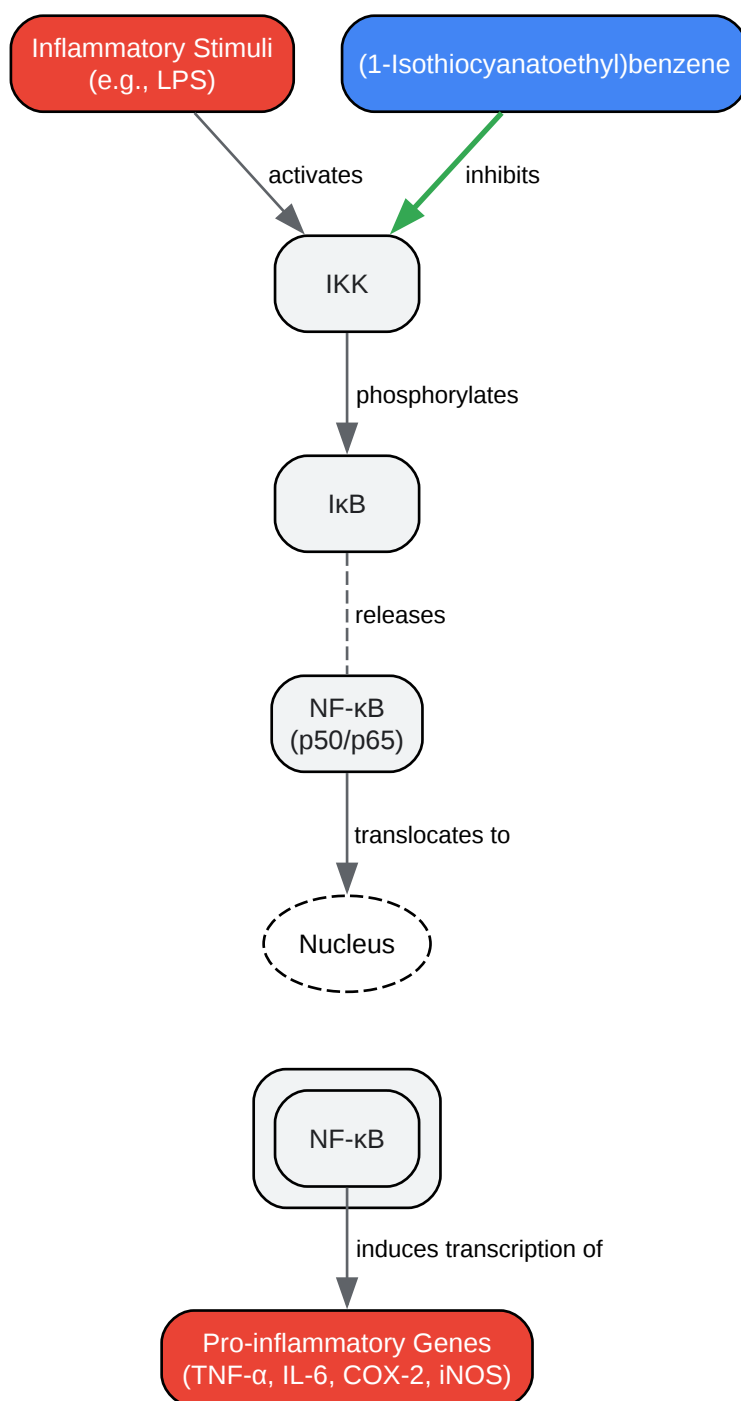 Inflammatory Stimuli
(e.g., LPS)
(1-Isothiocyanatoethyl)benzene
activates
inhibits
IKK
phosphorylates
IκB
releases
NF-κB
(p50/p65)
translocates to
Nucleus
NF-κB
induces transcription of
Pro-inflammatory Genes
(TNF-α, IL-6, COX-2, iNOS)